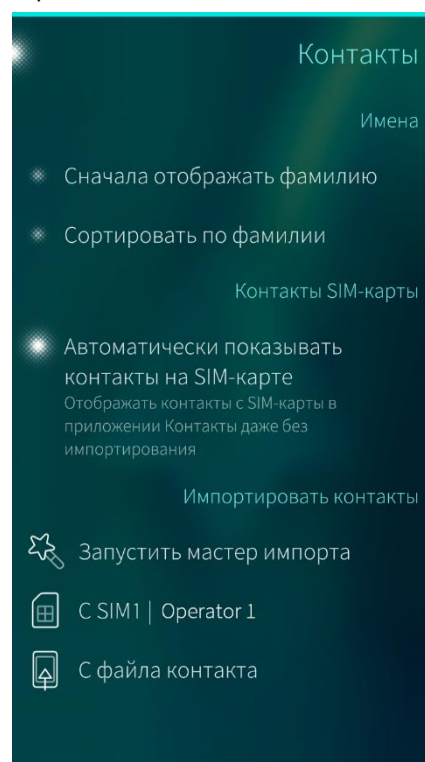 Контакты
Имена
Сначала отображать фамилию
Сортировать по фамилии
Контакты SIM-карты
Автоматически показывать
контакты на SIM-карте
Отображать контакты с SIM-карты в
приложении Контакты даже без
импортирования
Импортировать контакты
Запустить мастер импорта
С SIM1 | Operator 1
С файла контакта